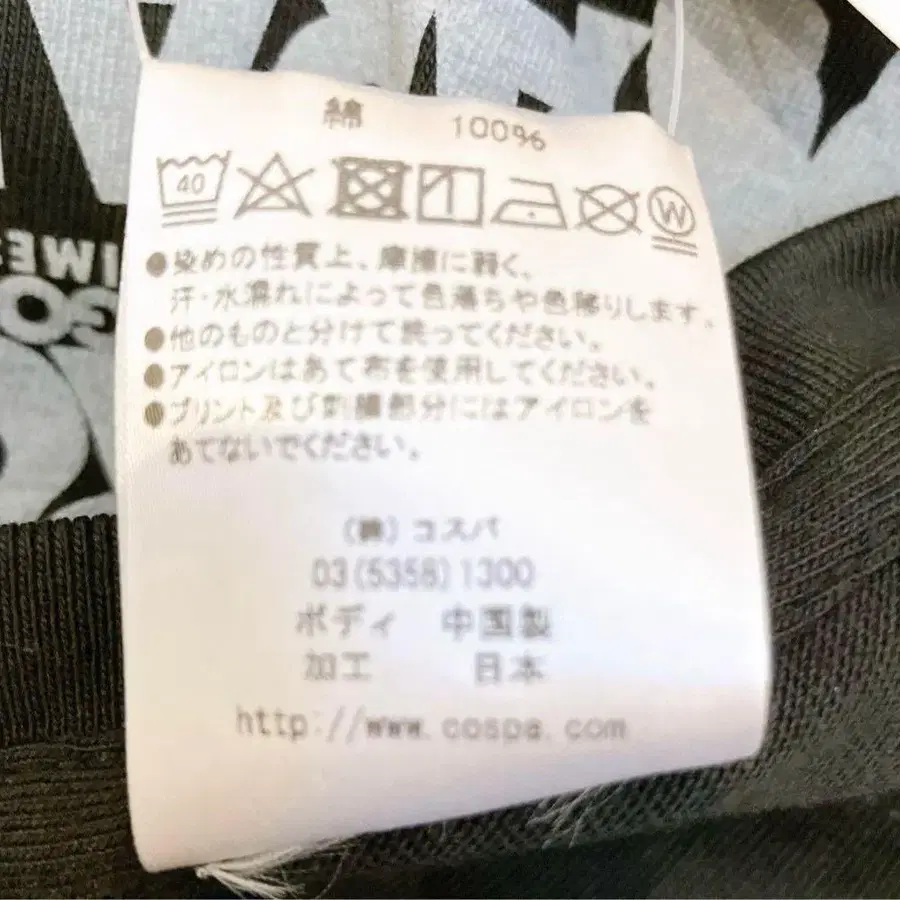 綿 100%
40
W
●染めの性質上、摩擦に弱く、
汗・水濡れによって色落ちや色移りします。
●他のものと分けて洗ってください。
●アイロンはあて布を使用してください。
●プリント及び刺繍部分にはアイロンを
あてないでください。
(株)コスパ
03(5358)1300
ボディ 中国製
加工 日本
http://www.cospa.com
IMES
GO